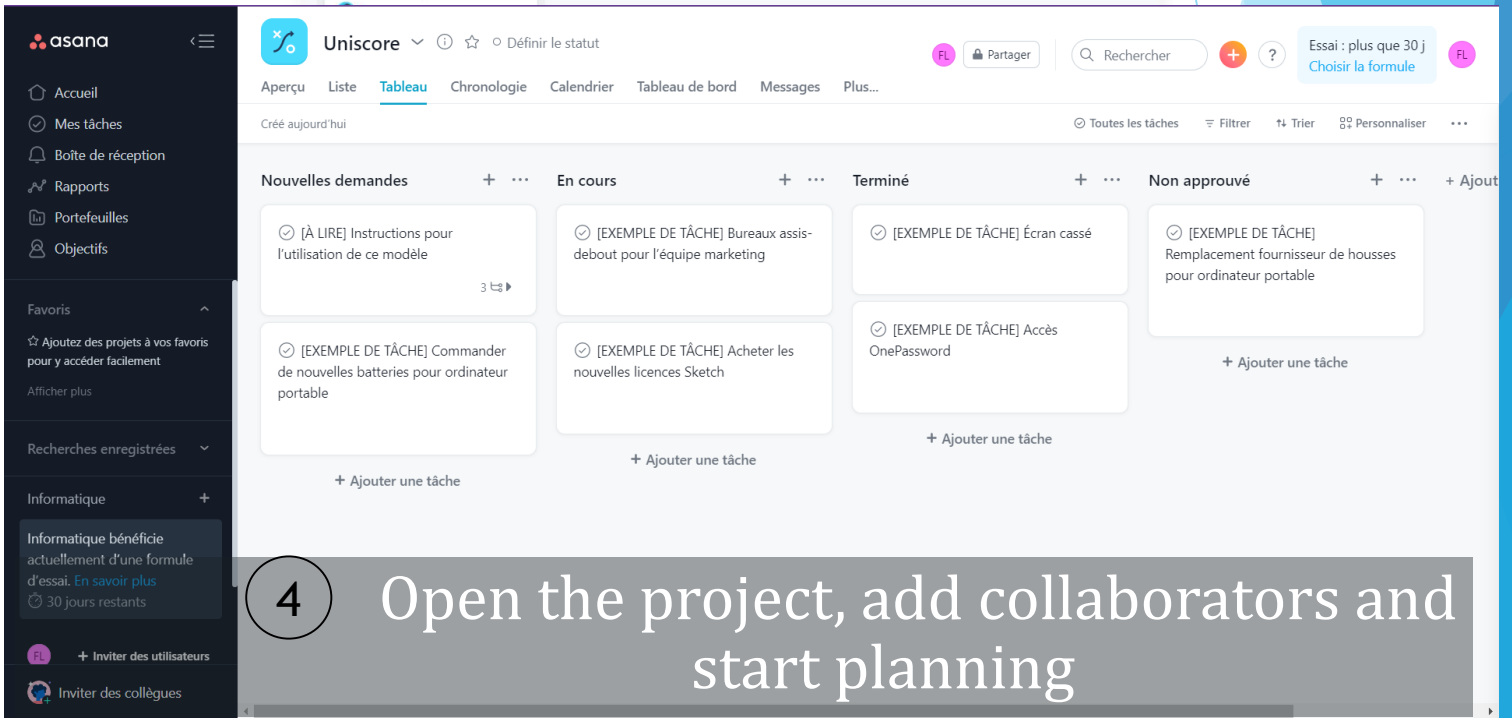 asana
Accueil
Mes tâches
Boîte de réception
Rapports
Portefeuilles
Objectifs
Favoris
Ajoutez des projets à vos favoris
pour y accéder facilement
Afficher plus
Recherches enregistrées
Informatique +
Informatique bénéficie
actuellement d'une formule
d'essai. En savoir plus
30 jours restants
FL + Inviter des utilisateurs
Inviter des collègues
Uniscore Définir le statut
FL Partager Rechercher + ? Essai : plus que 30 j FL
Choisir la formule
Aperçu Liste Tableau Chronologie Calendrier Tableau de bord Messages Plus...
Créé aujourd'hui Toutes les tâches Filtrer Trier Personnaliser ...
Nouvelles demandes + ...
[À LIRE] Instructions pour
l'utilisation de ce modèle
3
[EXEMPLE DE TÂCHE] Commander
de nouvelles batteries pour ordinateur
portable
+ Ajouter une tâche
En cours + ...
[EXEMPLE DE TÂCHE] Bureaux assis-
debout pour l'équipe marketing
[EXEMPLE DE TÂCHE] Acheter les
nouvelles licences Sketch
+ Ajouter une tâche
Terminé + ...
[EXEMPLE DE TÂCHE] Écran cassé
[EXEMPLE DE TÂCHE] Accès
OnePassword
+ Ajouter une tâche
Non approuvé + ...
[EXEMPLE DE TÂCHE]
Remplacement fournisseur de housses
pour ordinateur portable
+ Ajouter une tâche
+ Ajout
4 Open the project, add collaborators and
start planning